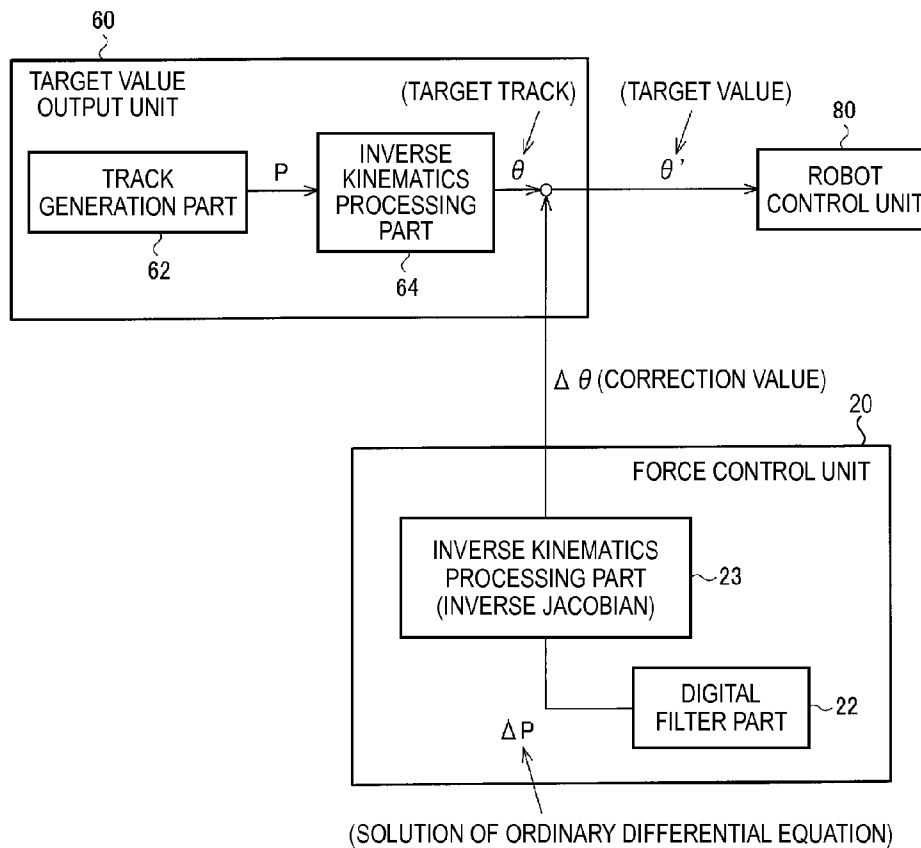 60
TARGET VALUE
OUTPUT UNIT
(TARGET TRACK)
(TARGET VALUE)
80
TRACK
GENERATION PART
P
INVERSE
KINEMATICS
PROCESSING
PART
θ
θ'
ROBOT
CONTROL UNIT
62
64
Δθ (CORRECTION VALUE)
20
FORCE CONTROL UNIT
INVERSE KINEMATICS
PROCESSING PART
(INVERSE JACOBIAN)
23
DIGITAL
FILTER PART
22
ΔP
(SOLUTION OF ORDINARY DIFFERENTIAL EQUATION)